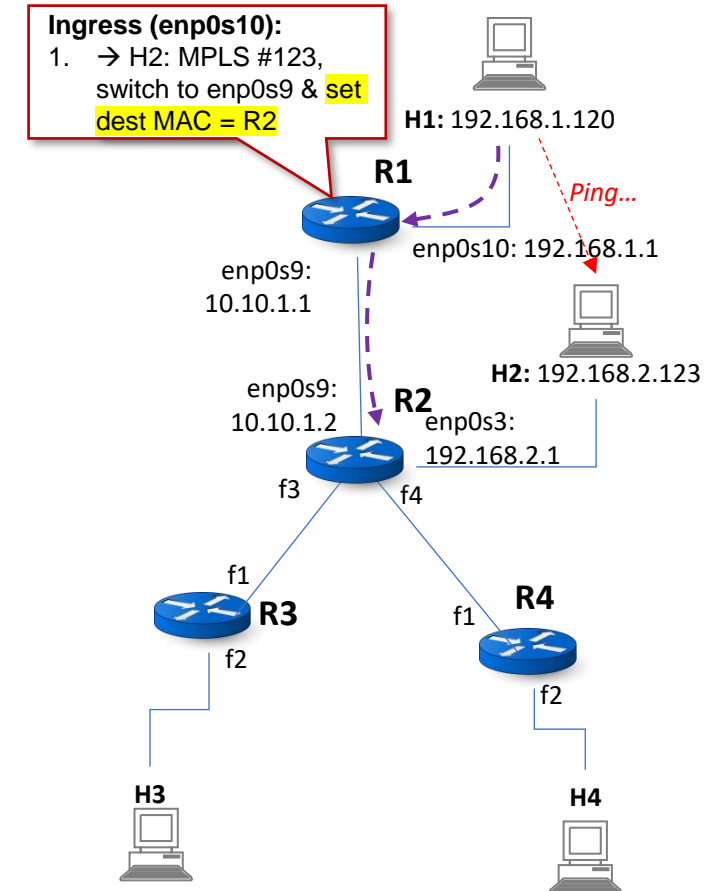 Ingress (enp0s10):
1. → H2: MPLS #123,
switch to enp0s9 & set
dest MAC = R2
H1: 192.168.1.120
R1
Ping...
enp0s10: 192.168.1.1
enp0s9:
10.10.1.1
H2: 192.168.2.123
enp0s9:
10.10.1.2
R2
enp0s3:
192.168.2.1
f3
f4
f1
R3
f1
R4
f2
f2
H3
H4